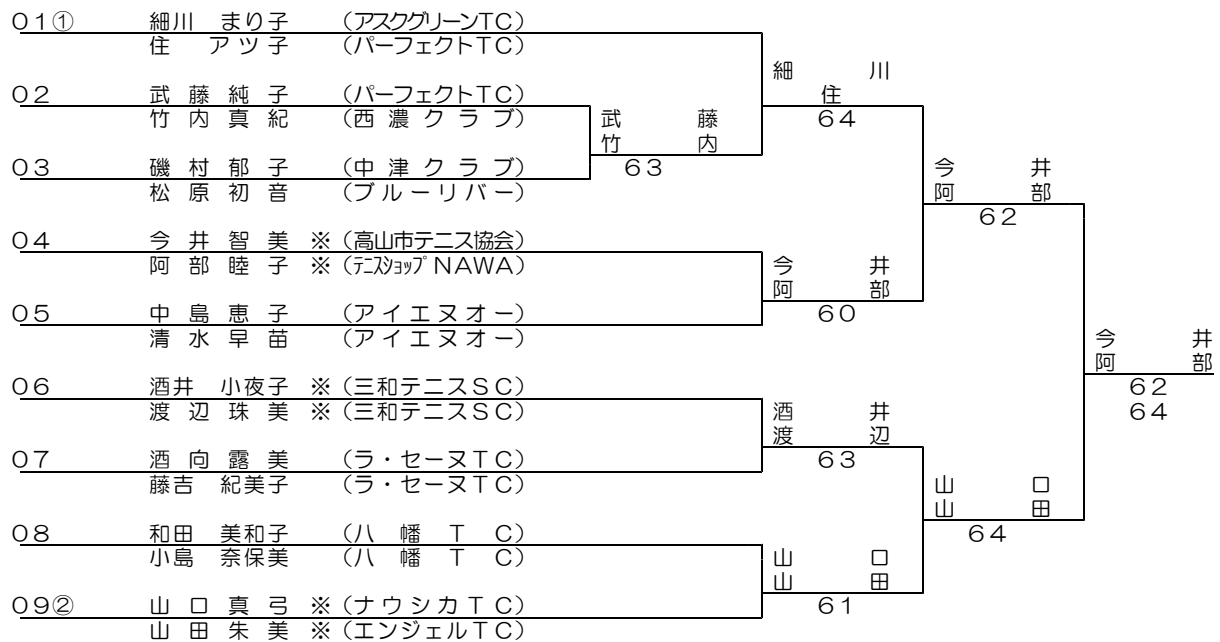 01① 細川 まり子 (アスクグリーンTC)
住 アツ子 (パーフェクトTC)
細川
住
64
02 武藤純子 (パーフェクトTC)
竹内真紀 (西濃クラブ)
武藤
竹内
63
03 磯村郁子 (中津クラブ)
松原初音 (ブルーリバー)
今井
阿部
62
04 今井智美 ※ (高山市テニス協会)
阿部睦子 ※ (テニスショップNAWA)
今井
阿部
60
05 中島恵子 (アイエヌオー)
清水早苗 (アイエヌオー)
今井
阿部
62
64
06 酒井 小夜子 ※ (三和テニスSC)
渡辺珠美 ※ (三和テニスSC)
酒井
渡辺
63
07 酒向露美 (ラ・セーヌTC)
藤吉 紀美子 (ラ・セーヌTC)
山口
山田
64
08 和田 美和子 (八幡TC)
小島 奈保美 (八幡TC)
山口
山田
61
09② 山口真弓 ※ (ナウシカTC)
山田朱美 ※ (エンジェルTC)